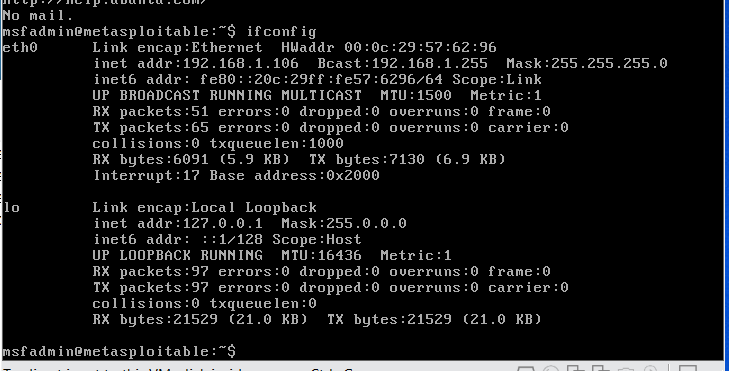 http://help.ubuntu.com/
No mail.
msfadmin@metasploitable:~$ ifconfig
eth0      Link encap:Ethernet  HWaddr 00:0c:29:57:62:96
          inet addr:192.168.1.106  Bcast:192.168.1.255  Mask:255.255.255.0
          inet6 addr: fe80::20c:29ff:fe57:6296/64 Scope:Link
          UP BROADCAST RUNNING MULTICAST  MTU:1500  Metric:1
          RX packets:51 errors:0 dropped:0 overruns:0 frame:0
          TX packets:65 errors:0 dropped:0 overruns:0 carrier:0
          collisions:0 txqueuelen:1000
          RX bytes:6091 (5.9 KB)  TX bytes:7130 (6.9 KB)
          Interrupt:17 Base address:0x2000
lo        Link encap:Local Loopback
          inet addr:127.0.0.1  Mask:255.0.0.0
          inet6 addr: ::1/128 Scope:Host
          UP LOOPBACK RUNNING  MTU:16436  Metric:1
          RX packets:97 errors:0 dropped:0 overruns:0 frame:0
          TX packets:97 errors:0 dropped:0 overruns:0 carrier:0
          collisions:0 txqueuelen:0
          RX bytes:21529 (21.0 KB)  TX bytes:21529 (21.0 KB)
msfadmin@metasploitable:~$